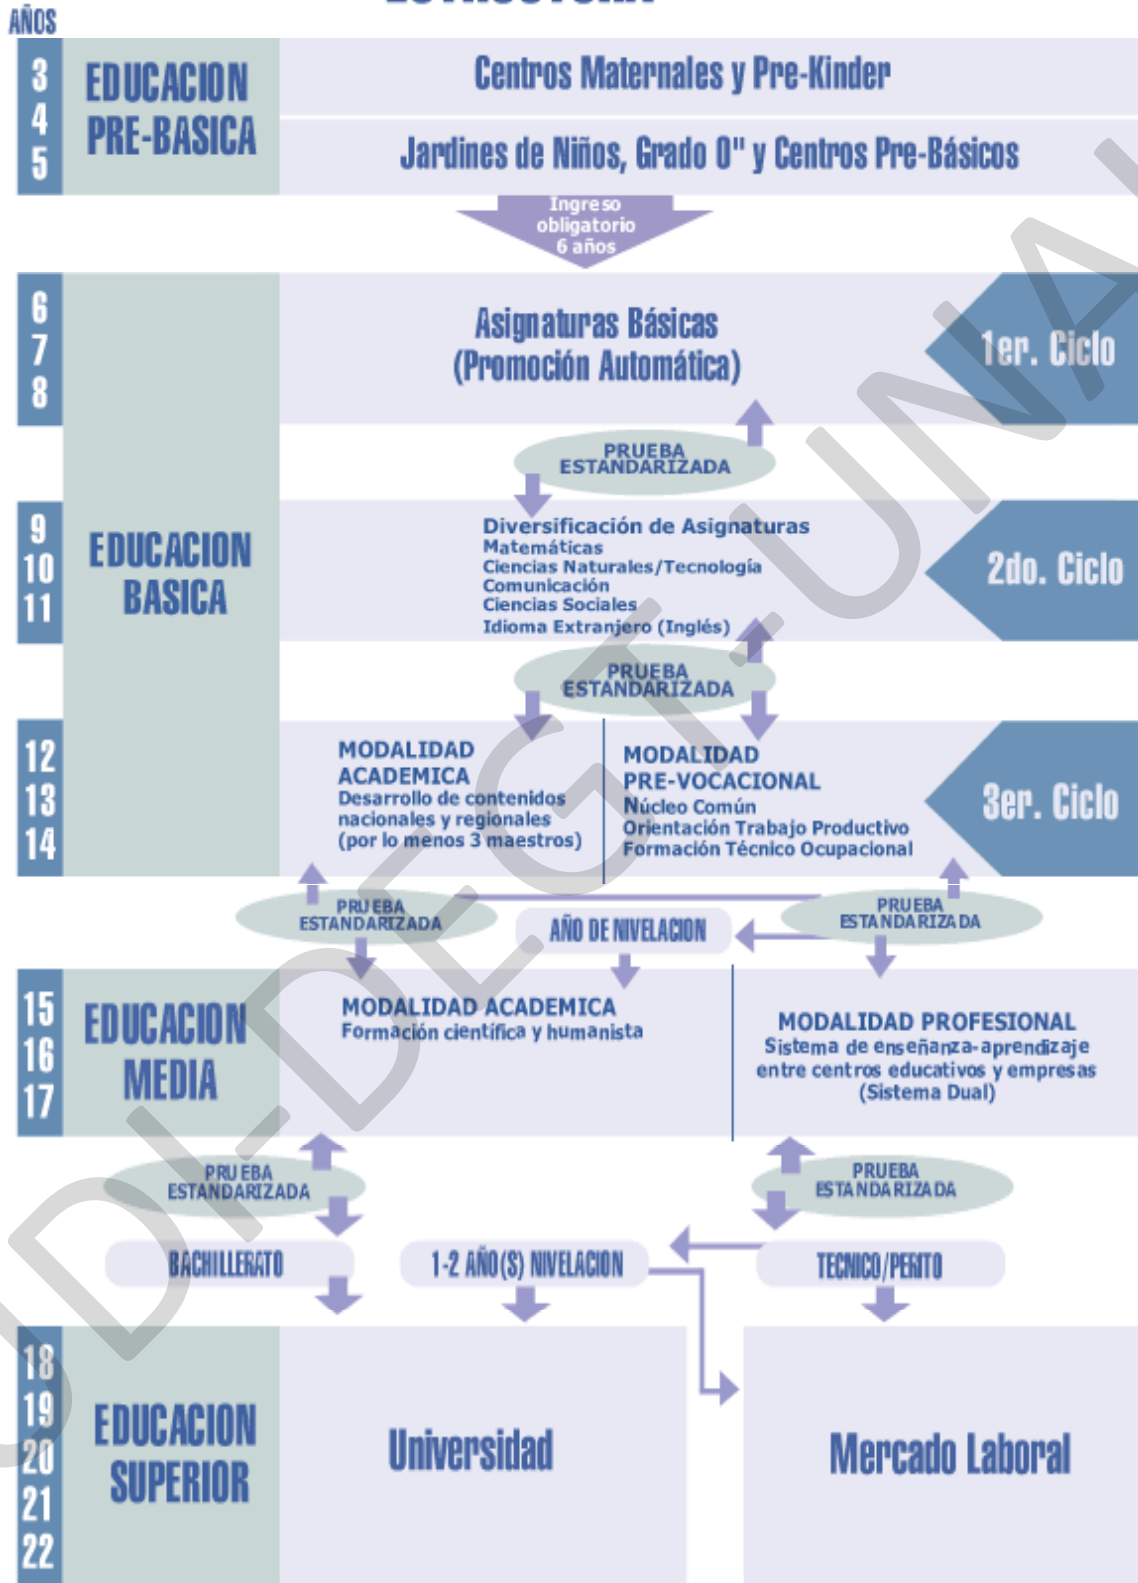 AÑOS
3
4
5
EDUCACION
PRE-BASICA
Centros Maternales y Pre-Kinder
Jardines de Niños, Grado 0" y Centros Pre-Básicos
Ingreso
obligatorio
6 años
6
7
8
Asignaturas Básicas
(Promoción Automática)
1er. Ciclo
PRUEBA
ESTANDARIZADA
EDUCACION
BASICA
9
10
11
Diversificación de Asignaturas
Matemáticas
Ciencias Naturales/Tecnología
Comunicación
Ciencias Sociales
Idioma Extranjero (Inglés)
2do. Ciclo
PRUEBA
ESTANDARIZADA
12
13
14
MODALIDAD
ACADEMICA
Desarrollo de contenidos
nacionales y regionales
(por lo menos 3 maestros)
MODALIDAD
PRE-VOCACIONAL
Núcleo Común
Orientación Trabajo Productivo
Formación Técnico Ocupacional
3er. Ciclo
PRUEBA
ESTANDARIZADA
AÑO DE NIVELACION
PRUEBA
ESTANDARIZADA
15
16
17
EDUCACION
MEDIA
MODALIDAD ACADEMICA
Formación científica y humanista
MODALIDAD PROFESIONAL
Sistema de enseñanza-aprendizaje
entre centros educativos y empresas
(Sistema Dual)
PRUEBA
ESTANDARIZADA
PRUEBA
ESTANDARIZADA
BACHILLERATO
1-2 AÑO(S) NIVELACION
TECNICO/PERITO
18
19
20
21
22
EDUCACION
SUPERIOR
Universidad
Mercado Laboral
UDI-DEGT-UNA